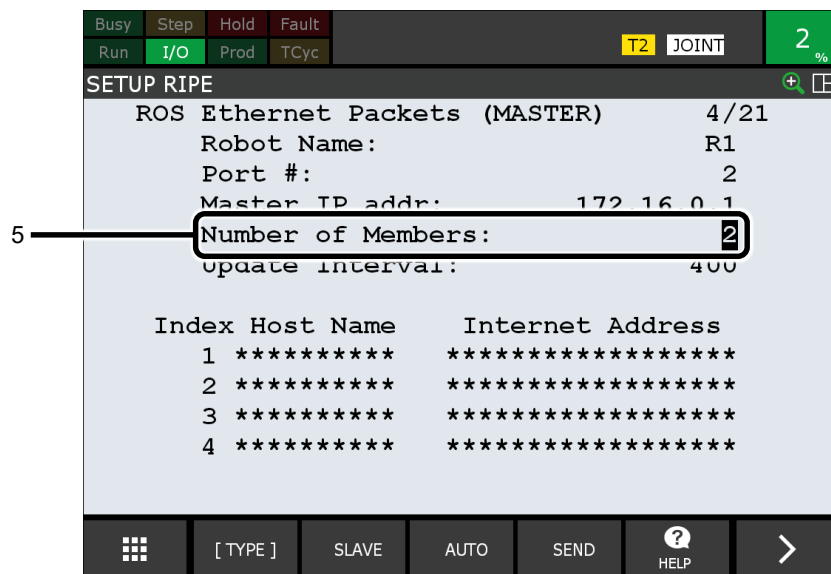 Busy Step Hold Fault
Run I/O Prod TCyc T2 JOINT 2 %
SETUP RIPE
ROS Ethernet Packets (MASTER) 4/21
Robot Name: R1
Port #: 2
Master IP addr: 172.16.0.1
5 Number of Members: 2
Update Interval: 400
Index Host Name Internet Address
1 ********** ******************
2 ********** ******************
3 ********** ******************
4 ********** ******************
[ TYPE ] SLAVE AUTO SEND ? HELP >